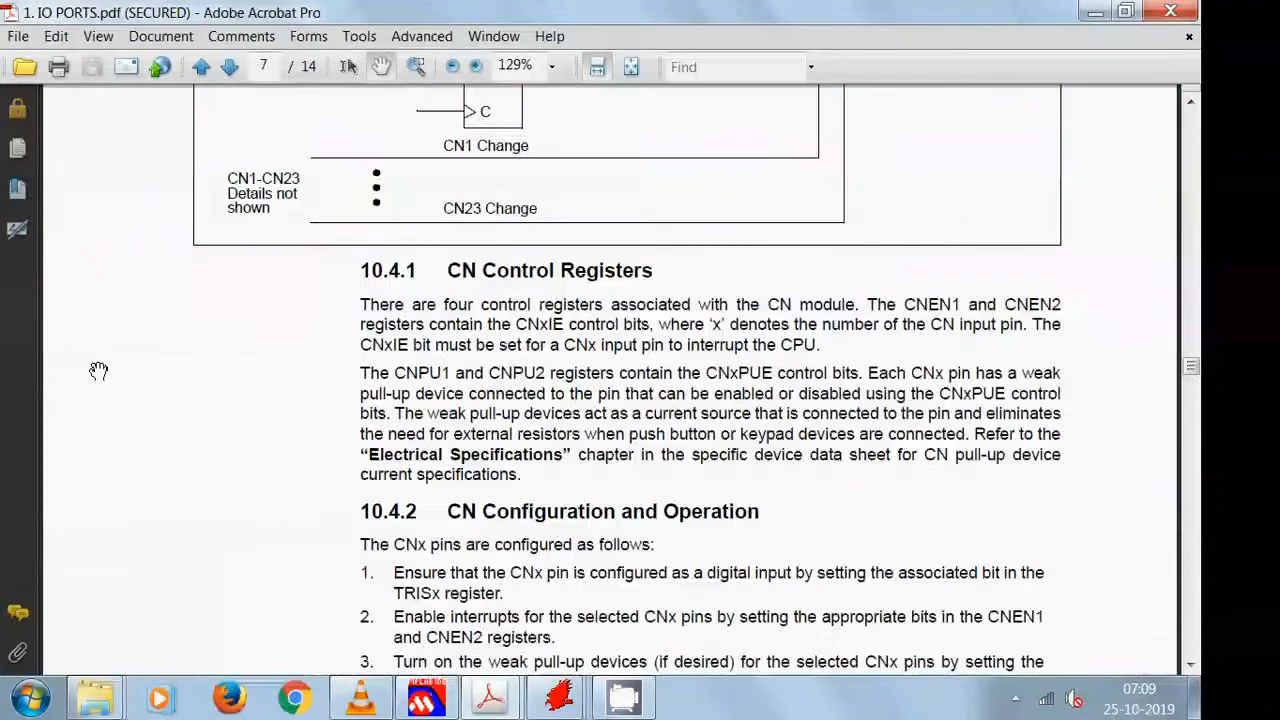 1. IO PORTS.pdf (SECURED) - Adobe Acrobat Pro
File Edit View Document Comments Forms Tools Advanced Window Help
7 / 14 129% Find
C
CN1 Change
CN1-CN23
Details not
shown
CN23 Change
10.4.1 CN Control Registers
There are four control registers associated with the CN module. The CNEN1 and CNEN2
registers contain the CNxIE control bits, where ‘x’ denotes the number of the CN input pin. The
CNxIE bit must be set for a CNx input pin to interrupt the CPU.
The CNPU1 and CNPU2 registers contain the CNxPUE control bits. Each CNx pin has a weak
pull-up device connected to the pin that can be enabled or disabled using the CNxPUE control
bits. The weak pull-up devices act as a current source that is connected to the pin and eliminates
the need for external resistors when push button or keypad devices are connected. Refer to the
“Electrical Specifications” chapter in the specific device data sheet for CN pull-up device
current specifications.
10.4.2 CN Configuration and Operation
The CNx pins are configured as follows:
1. Ensure that the CNx pin is configured as a digital input by setting the associated bit in the
TRISx register.
2. Enable interrupts for the selected CNx pins by setting the appropriate bits in the CNEN1
and CNEN2 registers.
3. Turn on the weak pull-up devices (if desired) for the selected CNx pins by setting the
07:09
25-10-2019